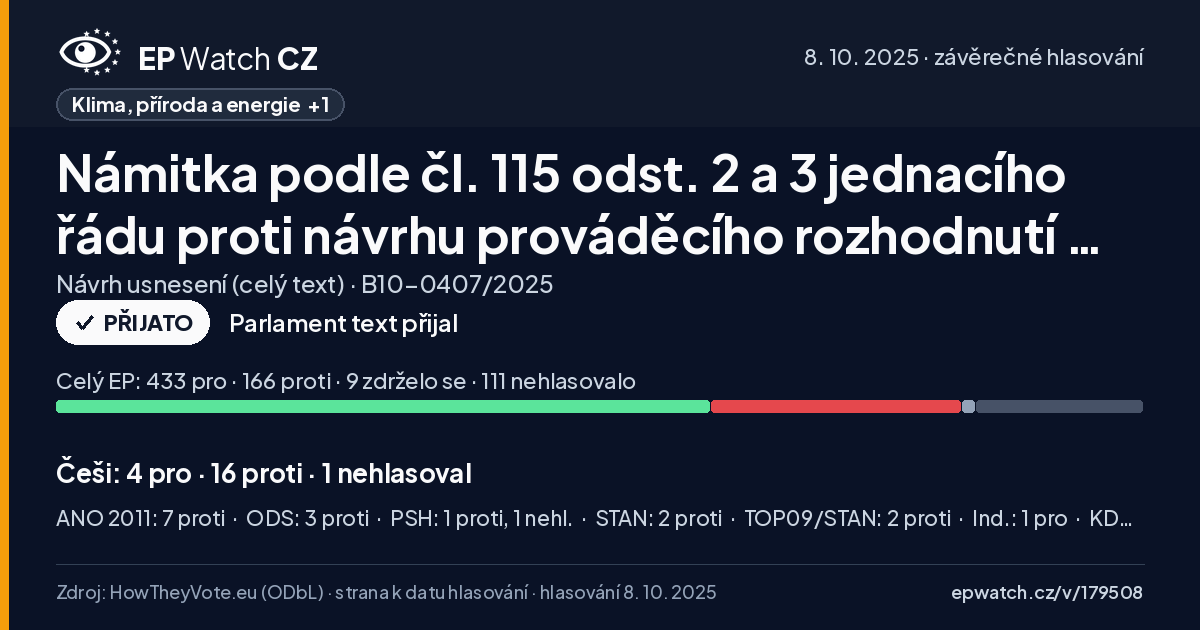 EP Watch CZ
8. 10. 2025 · závěrečné hlasování
Klima, příroda a energie +1
Námitka podle čl. 115 odst. 2 a 3 jednacího
řádu proti návrhu prováděcího rozhodnutí …
Návrh usnesení (celý text) · B10–0407/2025
✓ PŘIJATO Parlament text přijal
Celý EP: 433 pro · 166 proti · 9 zdrželo se · 111 nehlasovalo
Češi: 4 pro · 16 proti · 1 nehlasoval
ANO 2011: 7 proti · ODS: 3 proti · PSH: 1 proti, 1 nehl. · STAN: 2 proti · TOP09/STAN: 2 proti · Ind.: 1 pro · KD…
Zdroj: HowTheyVote.eu (ODbL) · strana k datu hlasování · hlasování 8. 10. 2025
epwatch.cz/v/179508